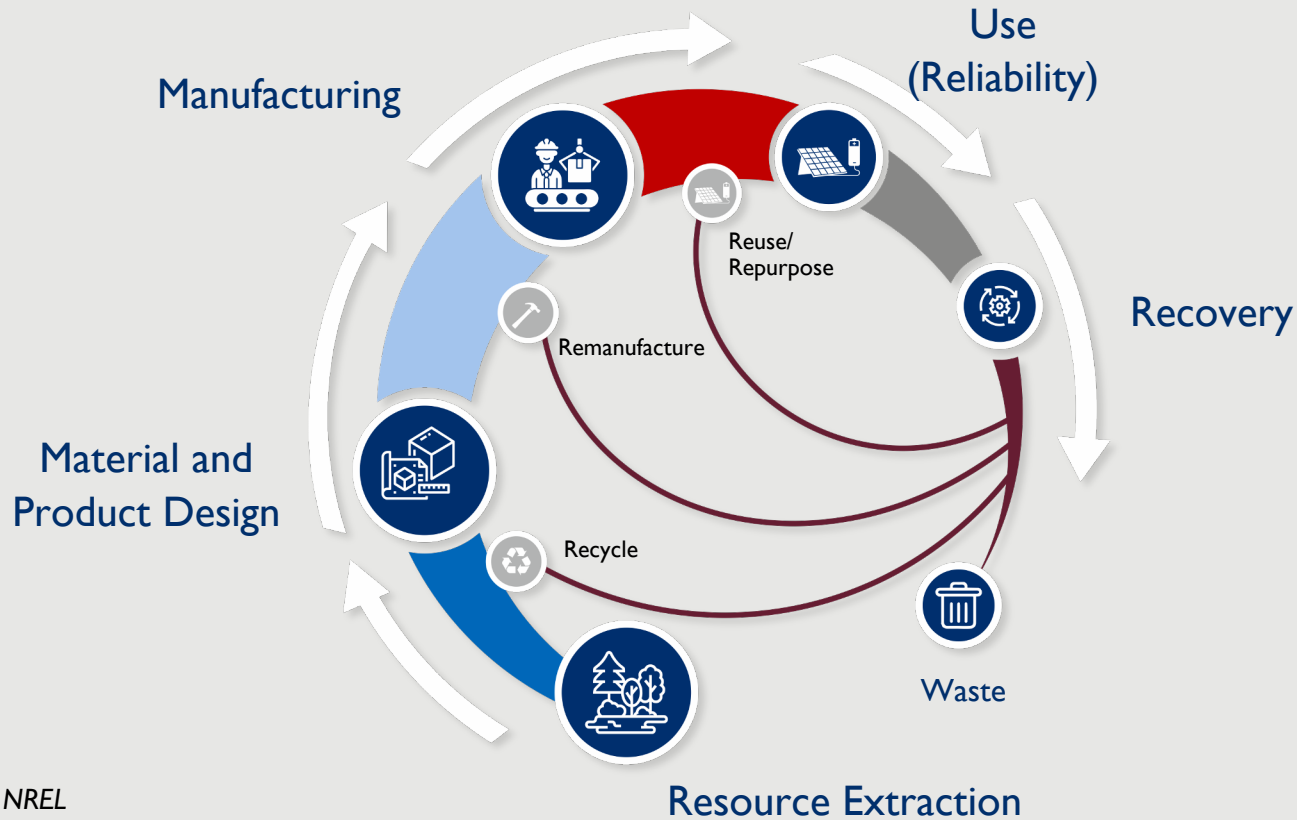 Use
(Reliability)
Manufacturing
Reuse/
Repurpose
Recovery
Remanufacture
Material and
Product Design
Recycle
Waste
NREL
Resource Extraction